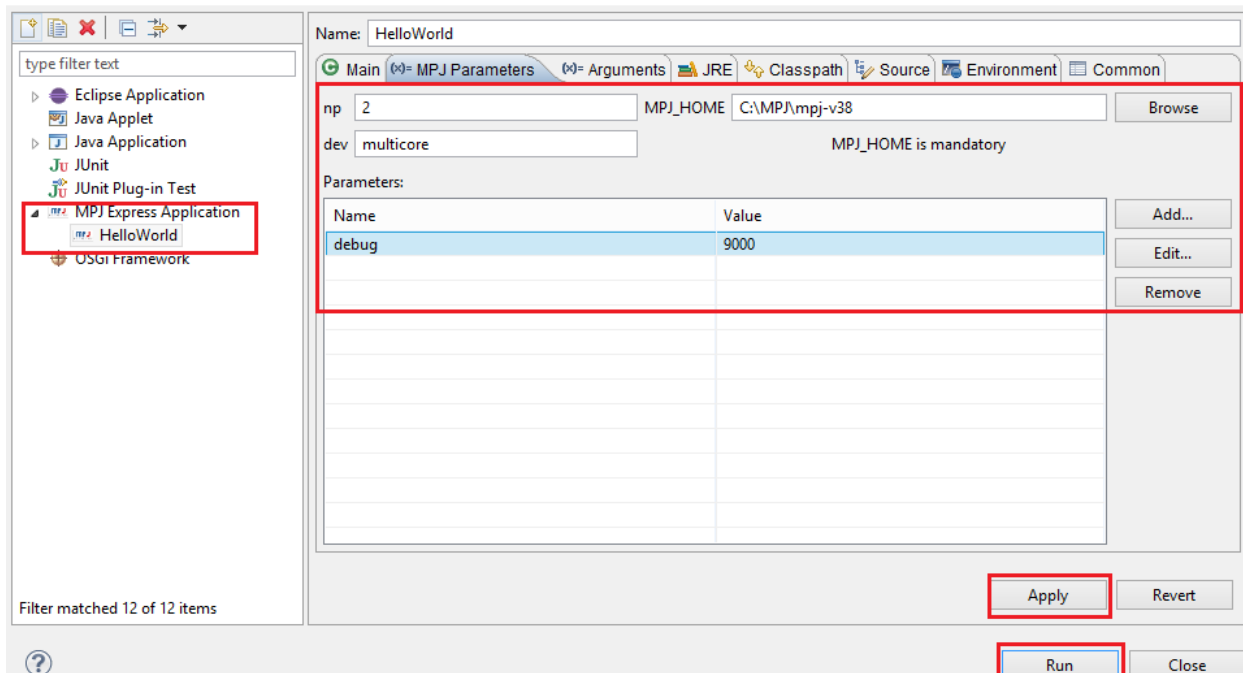 Name: HelloWorld
type filter text
Main (x)= MPJ Parameters (x)= Arguments JRE Classpath Source Environment Common
Eclipse Application
Java Applet
Java Application
JUnit
JUnit Plug-in Test
MPJ Express Application
HelloWorld
OSGi Framework
np 2 MPJ_HOME C:\MPJ\mpj-v38 Browse
dev multicore MPJ_HOME is mandatory
Parameters:
Name Value
debug 9000
Add...
Edit...
Remove
Apply Revert
Filter matched 12 of 12 items
Run Close